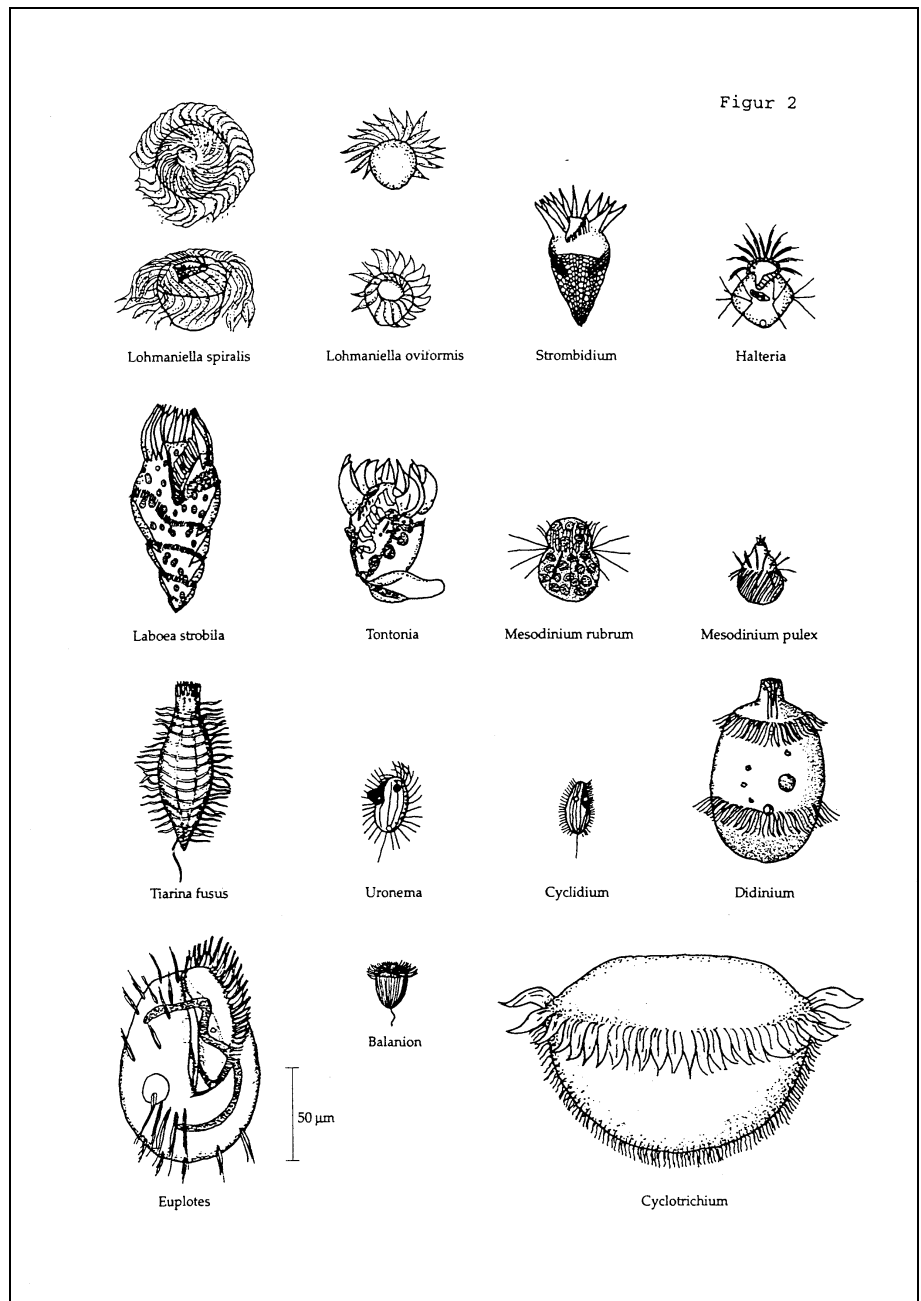 Figur 2
Lohmaniella spiralis
Lohmaniella oviformis
Strombidium
Halteria
Laboea strobila
Tontonia
Mesodinium rubrum
Mesodinium pulex
Tiarina fusus
Uronema
Cyclidium
Didinium
Balanion
50 µm
Euplotes
Cyclotrichium